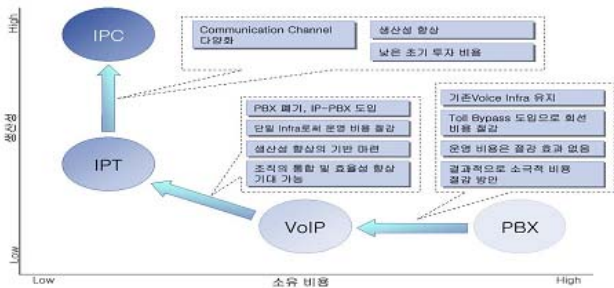 High
IPC
Communication Channel
다양화
생산성 향상
낮은 초기 투자 비용
생산성
PBX 폐기, IP-PBX 도입
단일 Infra로써 운영 비용 절감
생산성 향상의 기반 마련
조직의 통합 및 효율성 향상
기대 가능
기존Voice Infra 유지
Toll Bypass 도입으로 회선
비용 절감
운영 비용은 절감 효과 없음
결과적으로 소극적 비용
절감 방안
IPT
VoIP
PBX
Low
Low
소유 비용
High